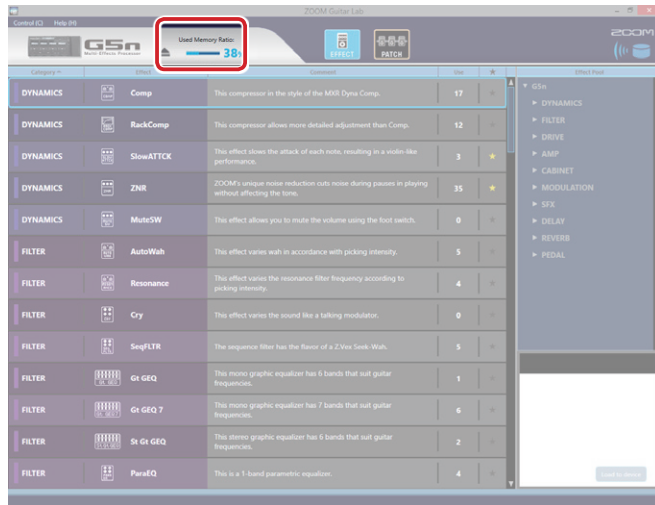 ZOOM Guitar Lab
Control (C) Help (H)
G5n
Multi-Effects Processor
Used Memory Ratio:
38%
EFFECT
PATCH
ZOOM
Category
Effect
Comment
Use
Effect Pool
DYNAMICS
Comp
This compressor in the style of the MXR Dyna Comp.
17
DYNAMICS
RackComp
This compressor allows more detailed adjustment than Comp.
12
DYNAMICS
SlowATTCK
This effect slows the attack of each note, resulting in a violin-like
performance.
3
DYNAMICS
ZNR
ZOOM's unique noise reduction cuts noise during pauses in playing
without affecting the tone.
35
DYNAMICS
MuteSW
This effect allows you to mute the volume using the foot switch.
0
FILTER
AutoWah
This effect varies wah in accordance with picking intensity.
5
FILTER
Resonance
This effect varies the resonance filter frequency according to
picking intensity.
4
FILTER
Cry
This effect varies the sound like a talking modulator.
0
FILTER
SeqFLTR
The sequence filter has the flavor of a Z.Vex Seek-Wah.
5
FILTER
Gt GEQ
This mono graphic equalizer has 6 bands that suit guitar
frequencies.
1
FILTER
Gt GEQ 7
This mono graphic equalizer has 7 bands that suit guitar
frequencies.
6
FILTER
St Gt GEQ
This stereo graphic equalizer has 6 bands that suit guitar
frequencies.
2
FILTER
ParaEQ
This is a 1-band parametric equalizer.
4
G5n
DYNAMICS
FILTER
DRIVE
AMP
CABINET
MODULATION
SFX
DELAY
REVERB
PEDAL
Load to device